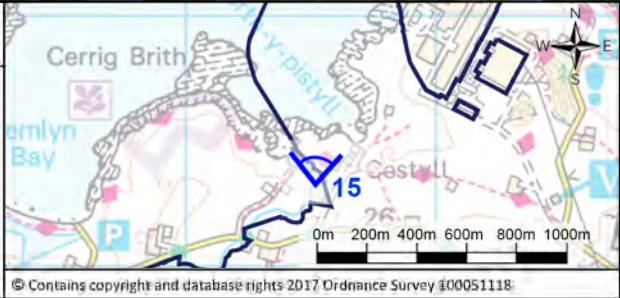 N
W E
S
Cerrig Brith
-y-pistyll
emlyn
Bay
Cestyll
15
26
P
V
0m 200m 400m 600m 800m 1000m
© Contains copyright and database rights 2017 Ordnance Survey 100051118